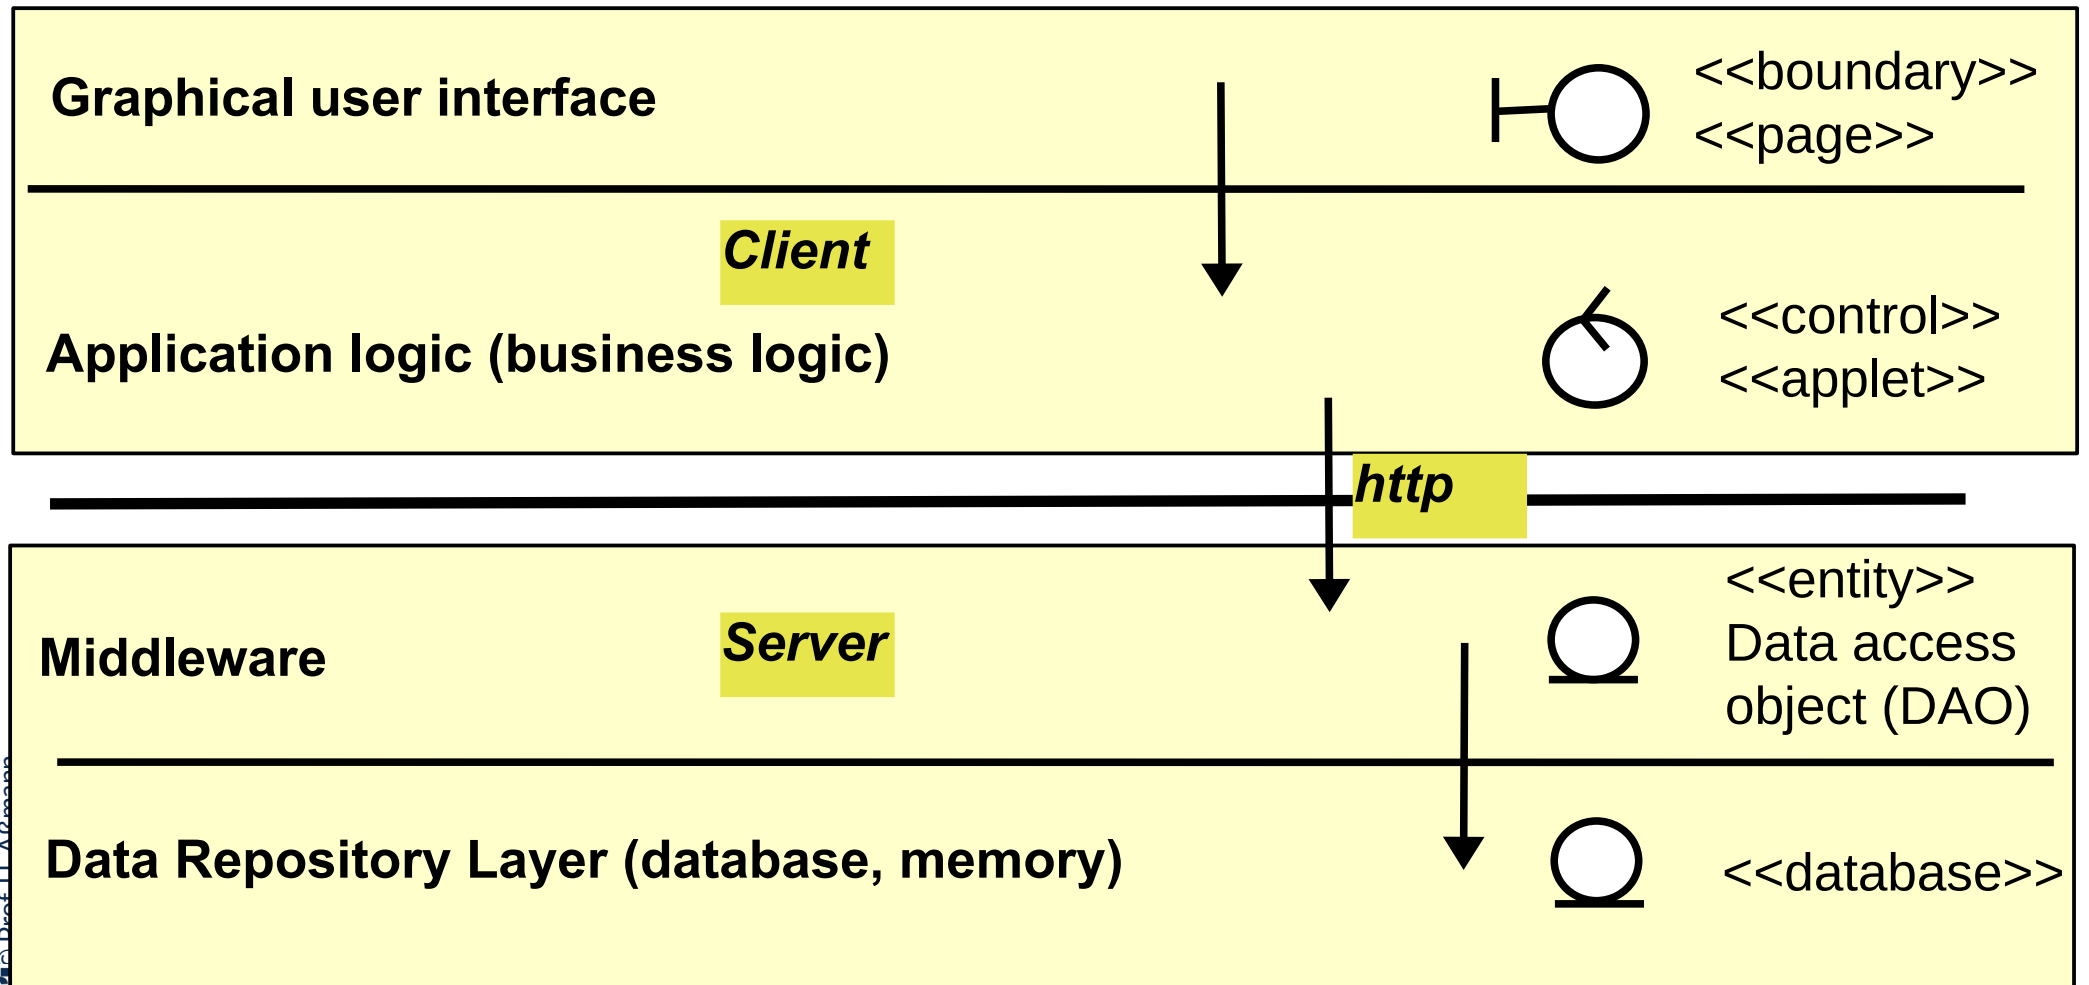 Graphical user interface
<<boundary>>
<<page>>
Client
Application logic (business logic)
<<control>>
<<applet>>
http
Middleware
Server
<<entity>>
Data access
object (DAO)
Data Repository Layer (database, memory)
<<database>>